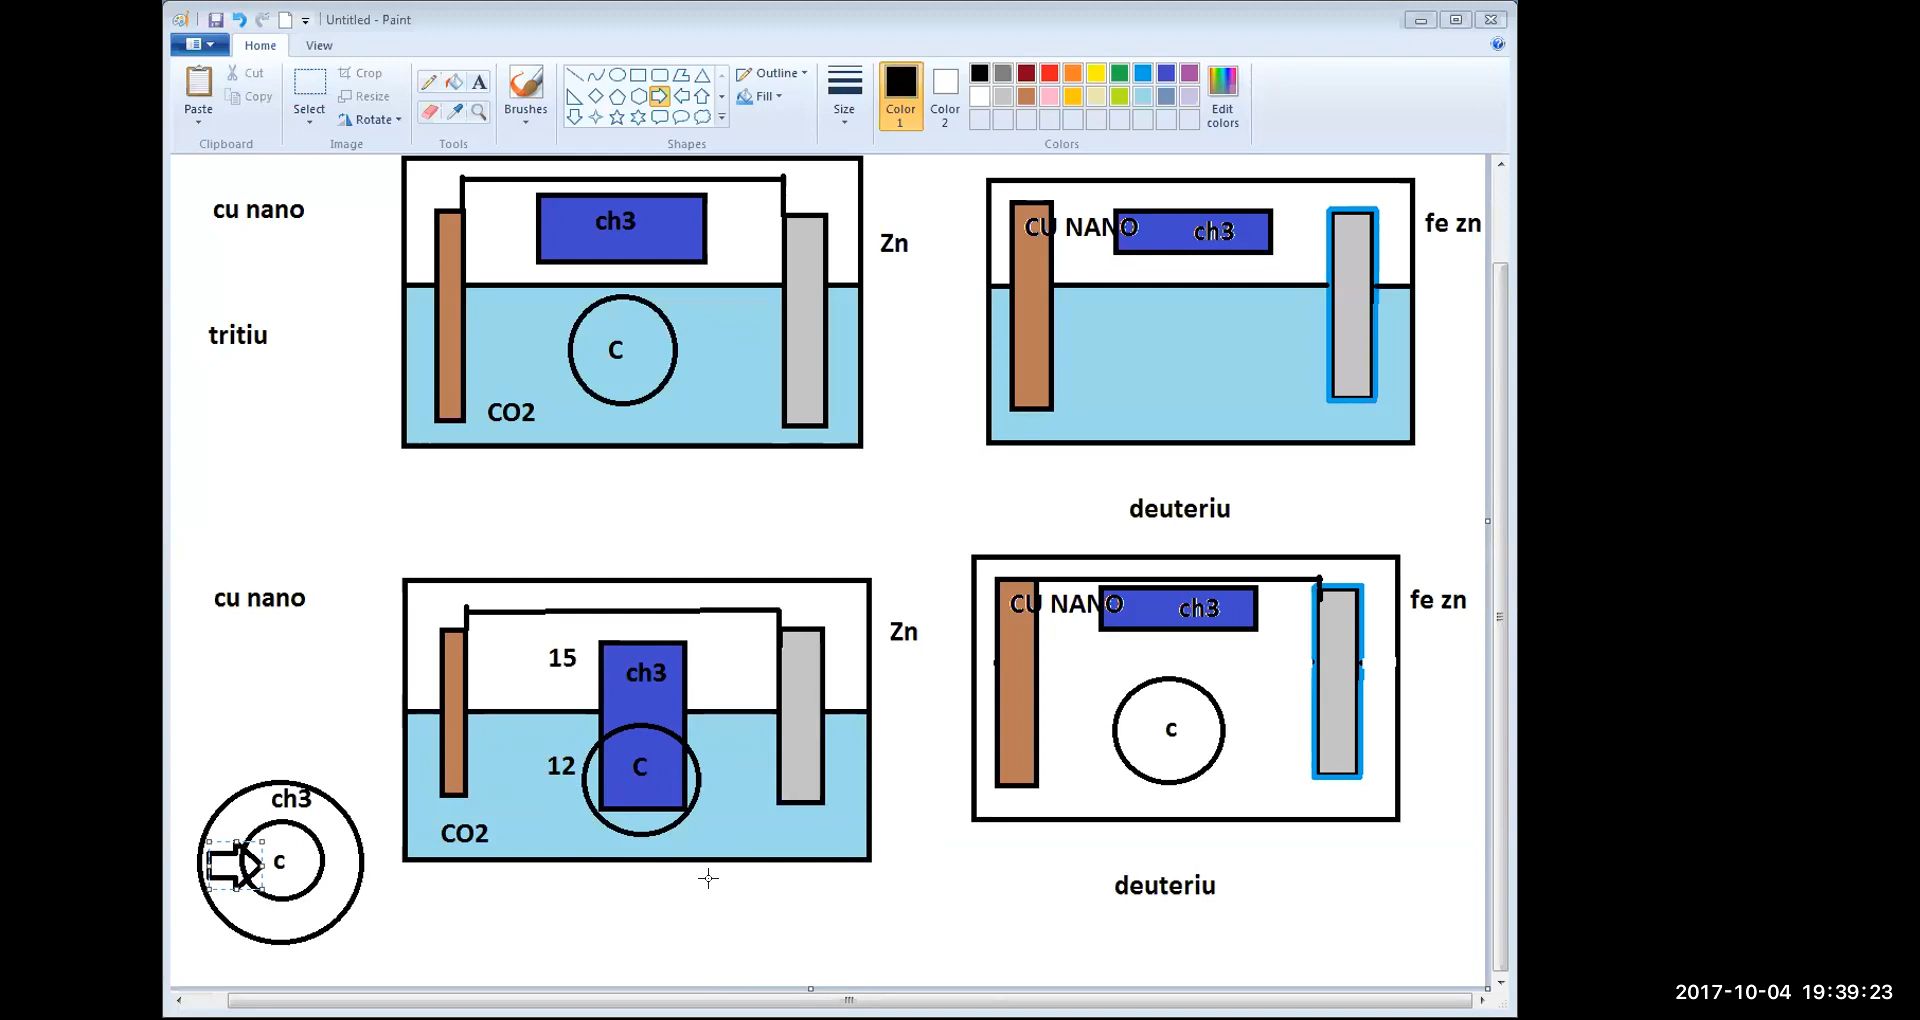 Untitled - Paint
Home
View
Paste
Cut
Copy
Clipboard
Select
Crop
Resize
Rotate
Image
Tools
Brushes
Shapes
Outline
Fill
Size
Color 1
Color 2
Edit colors
Colors
cu nano
ch3
Zn
CU NANO
ch3
fe zn
tritiu
C
CO2
deuteriu
cu nano
15
ch3
Zn
CU NANO
ch3
fe zn
12
C
c
ch3
c
CO2
deuteriu
2017-10-04 19:39:23